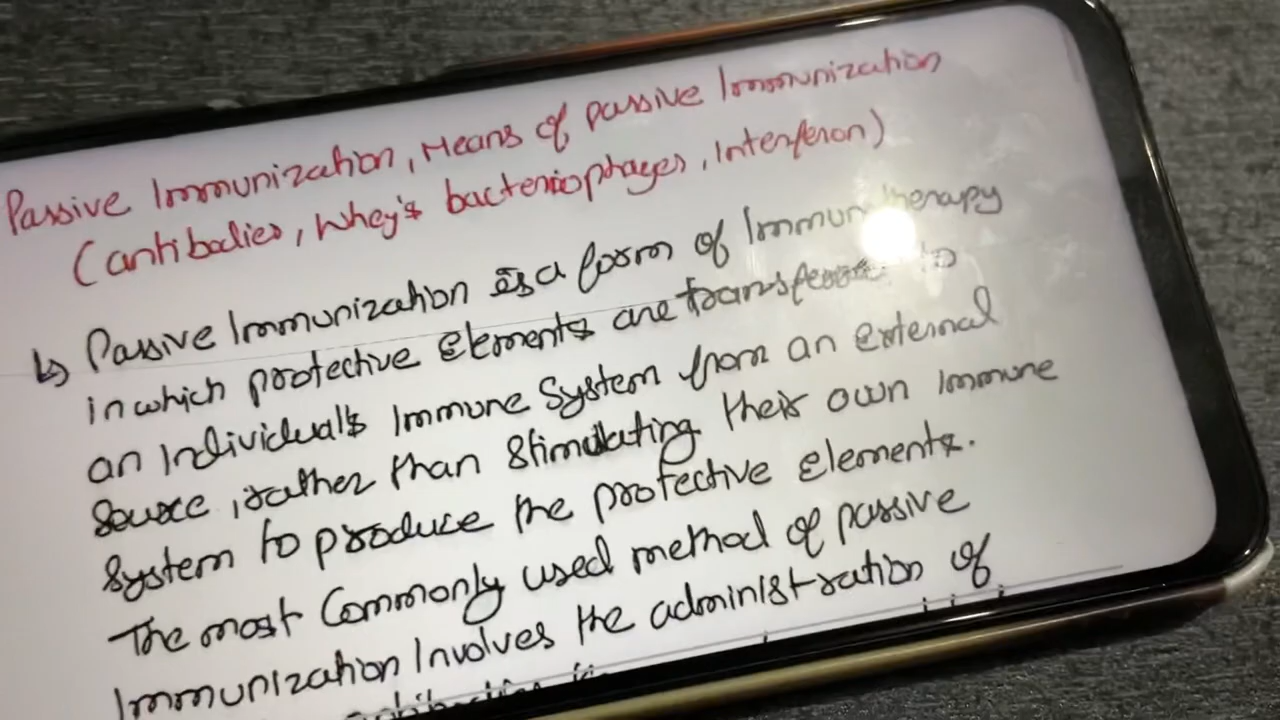 Passive Immunization, Means of passive Immunization
(antibodies, Whey's bacteriophages, Interferon)
↳ Passive Immunization is a form of Immunotherapy
in which protective Elements are transferred to
an Individual's Immune System from an external
Source, rather than Stimulating their own Immune
System to produce the protective elements.
The most Commonly used method of passive
Immunization Involves the administration of